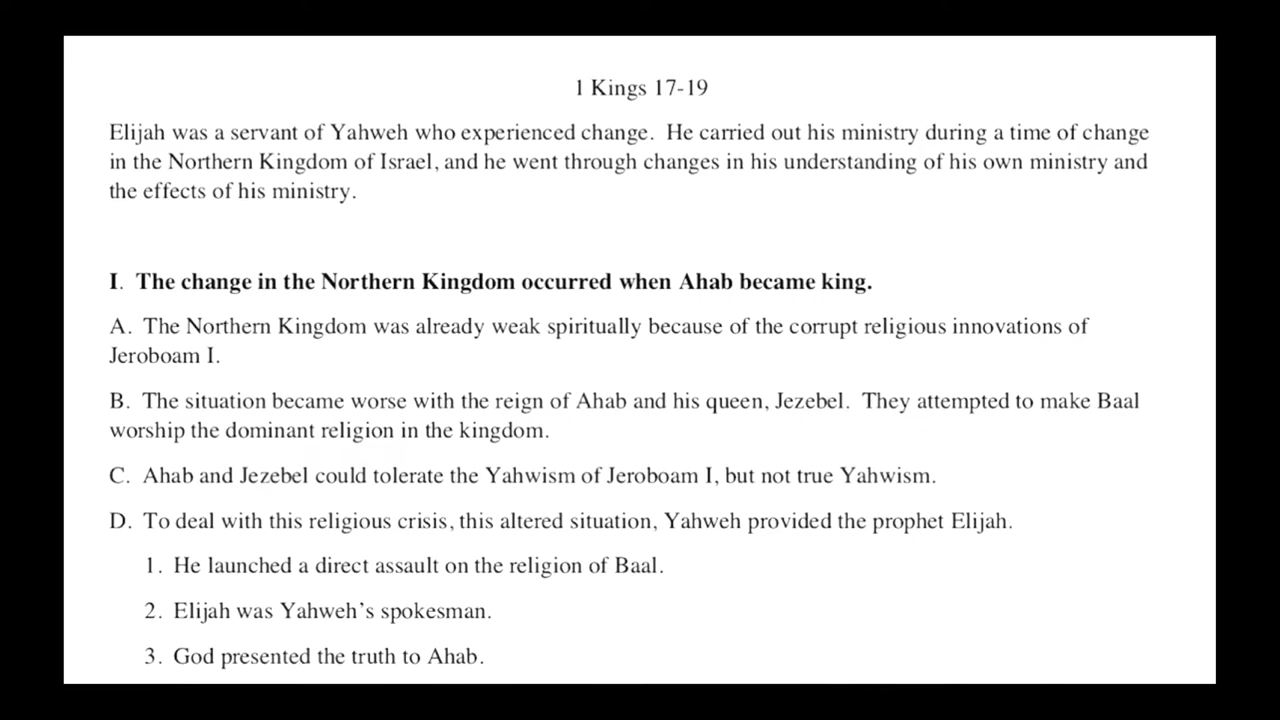 1 Kings 17-19
Elijah was a servant of Yahweh who experienced change. He carried out his ministry during a time of change
in the Northern Kingdom of Israel, and he went through changes in his understanding of his own ministry and
the effects of his ministry.
I. The change in the Northern Kingdom occurred when Ahab became king.
A. The Northern Kingdom was already weak spiritually because of the corrupt religious innovations of
Jeroboam I.
B. The situation became worse with the reign of Ahab and his queen, Jezebel. They attempted to make Baal
worship the dominant religion in the kingdom.
C. Ahab and Jezebel could tolerate the Yahwism of Jeroboam I, but not true Yahwism.
D. To deal with this religious crisis, this altered situation, Yahweh provided the prophet Elijah.
1. He launched a direct assault on the religion of Baal.
2. Elijah was Yahweh’s spokesman.
3. God presented the truth to Ahab.